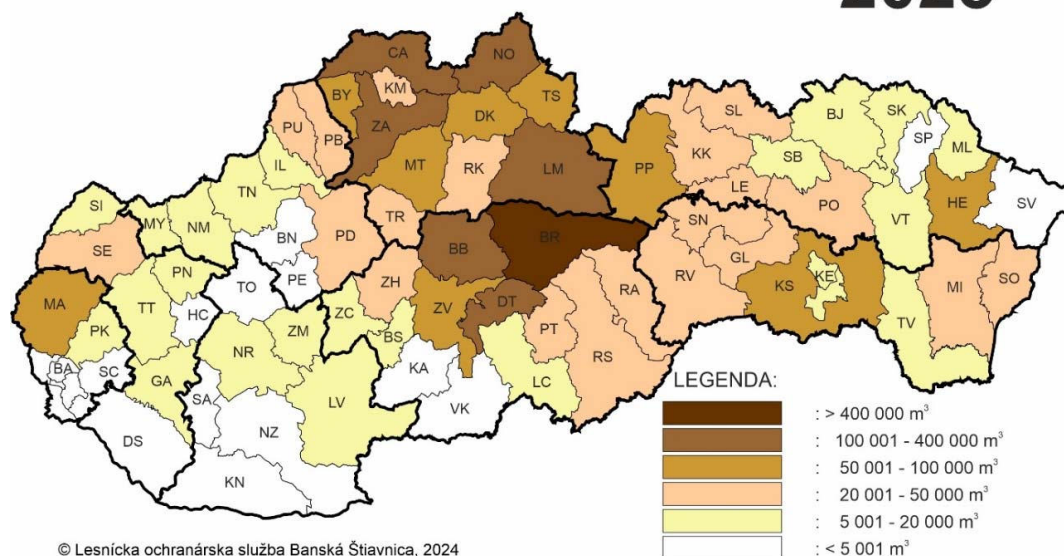 CA
NO
BY
KM
TS
PU
PB
ZA
DK
SL
BJ
SK
SP
ML
IL
MT
RK
LM
PP
KK
SB
TN
LE
PO
HE
SV
SI
MY
NM
BN
PD
TR
BB
BR
SN
VT
SE
PN
TO
PE
ZH
GL
RV
KS
KE
MI
SO
MA
TT
HC
ZC
ZV
DT
RA
PK
ZM
BS
PT
TV
BA
SC
NR
KA
RS
GA
SA
LV
LC
DS
NZ
VK
KN
LEGENDA:
: > 400 000 m³
: 100 001 - 400 000 m³
: 50 001 - 100 000 m³
: 20 001 - 50 000 m³
: 5 001 - 20 000 m³
: < 5 001 m³
© Lesnícka ochranárska služba Banská Štiavnica, 2024